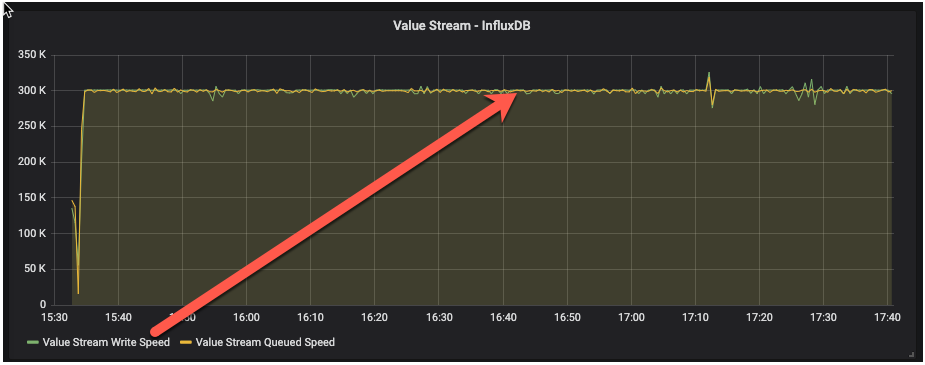 Value Stream - InfluxDB
350 K
300 K
250 K
200 K
150 K
100 K
50 K
0
15:30 15:40 16:00 16:10 16:20 16:30 16:40 16:50 17:00 17:10 17:20 17:30 17:40
Value Stream Write Speed Value Stream Queued Speed